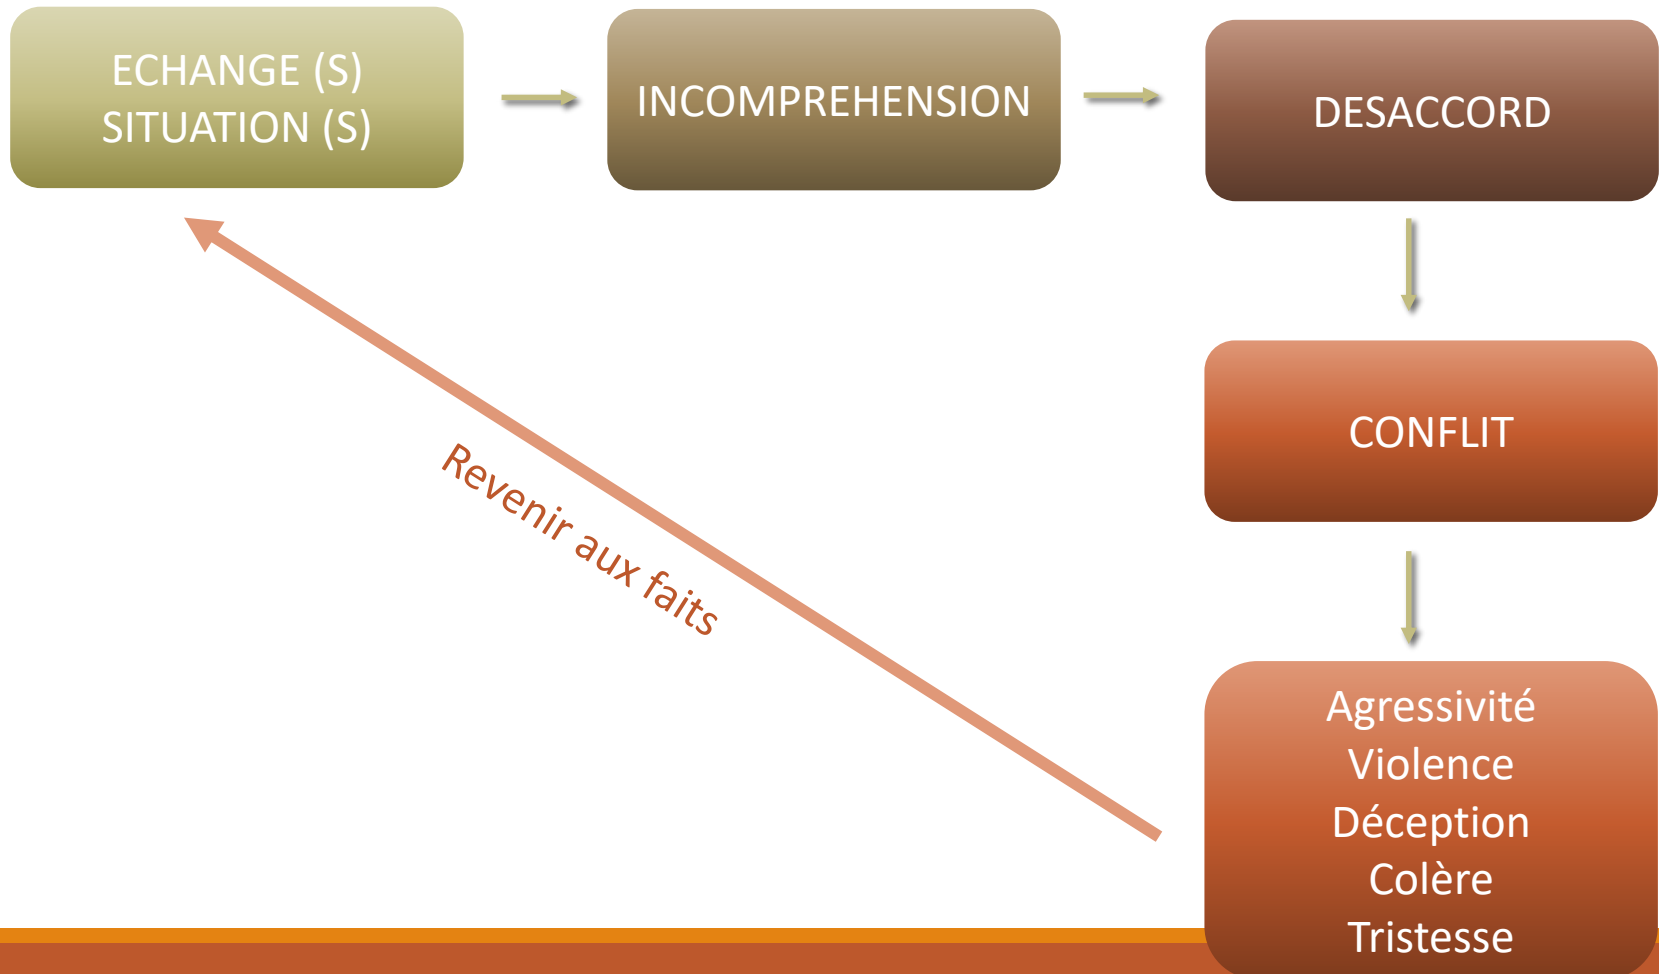 ECHANGE (S)
SITUATION (S)
INCOMPREHENSION
DESACCORD
CONFLIT
Revenir aux faits
Agressivité
Violence
Déception
Colère
Tristesse